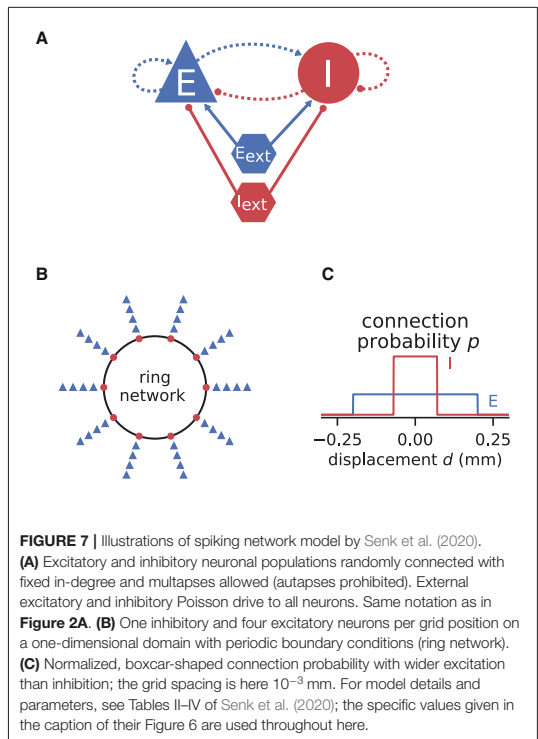 A
E
I
Eext
Iext
B
C
ring
network
connection
probability p
I
E
−0.25 0.00 0.25
displacement d (mm)
FIGURE 7 | Illustrations of spiking network model by Senk et al. (2020).
(A) Excitatory and inhibitory neuronal populations randomly connected with
fixed in-degree and multapses allowed (autapses prohibited). External
excitatory and inhibitory Poisson drive to all neurons. Same notation as in
Figure 2A. (B) One inhibitory and four excitatory neurons per grid position on
a one-dimensional domain with periodic boundary conditions (ring network).
(C) Normalized, boxcar-shaped connection probability with wider excitation
than inhibition; the grid spacing is here 10⁻³ mm. For model details and
parameters, see Tables II–IV of Senk et al. (2020); the specific values given in
the caption of their Figure 6 are used throughout here.